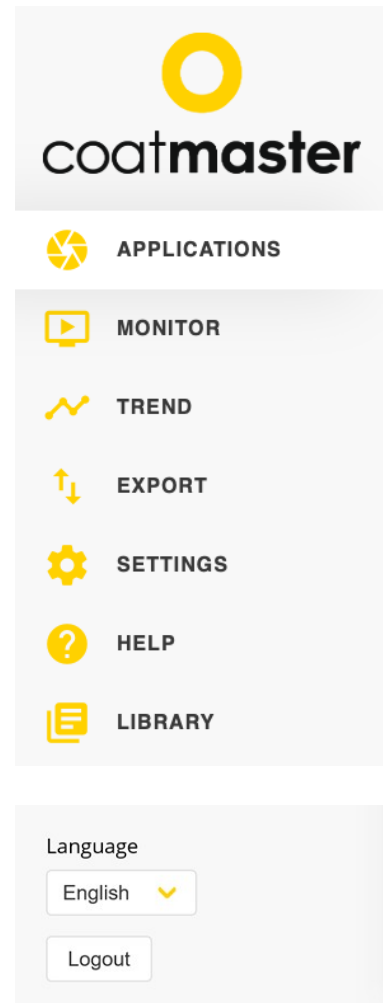 coatmaster
APPLICATIONS
MONITOR
TREND
EXPORT
SETTINGS
HELP
LIBRARY
Language
English
Logout